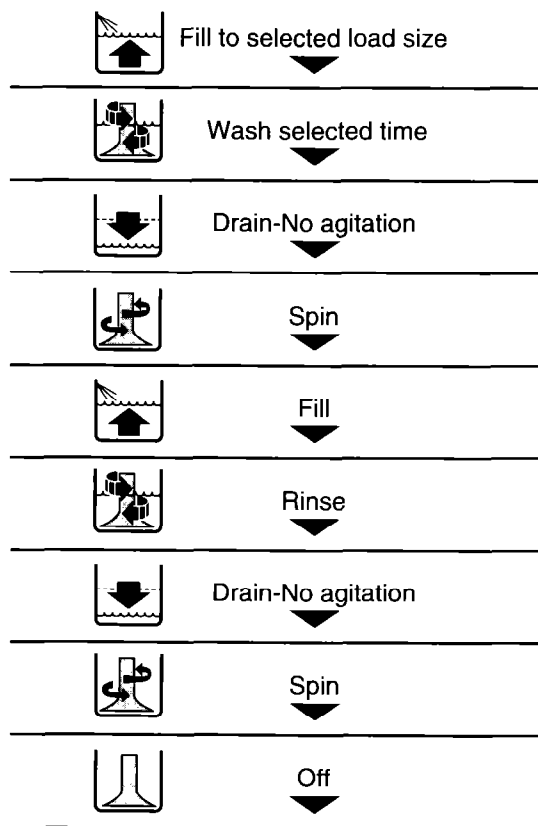 Fill to selected load size
Wash selected time
Drain-No agitation
Spin
Fill
Rinse
Drain-No agitation
Spin
Off